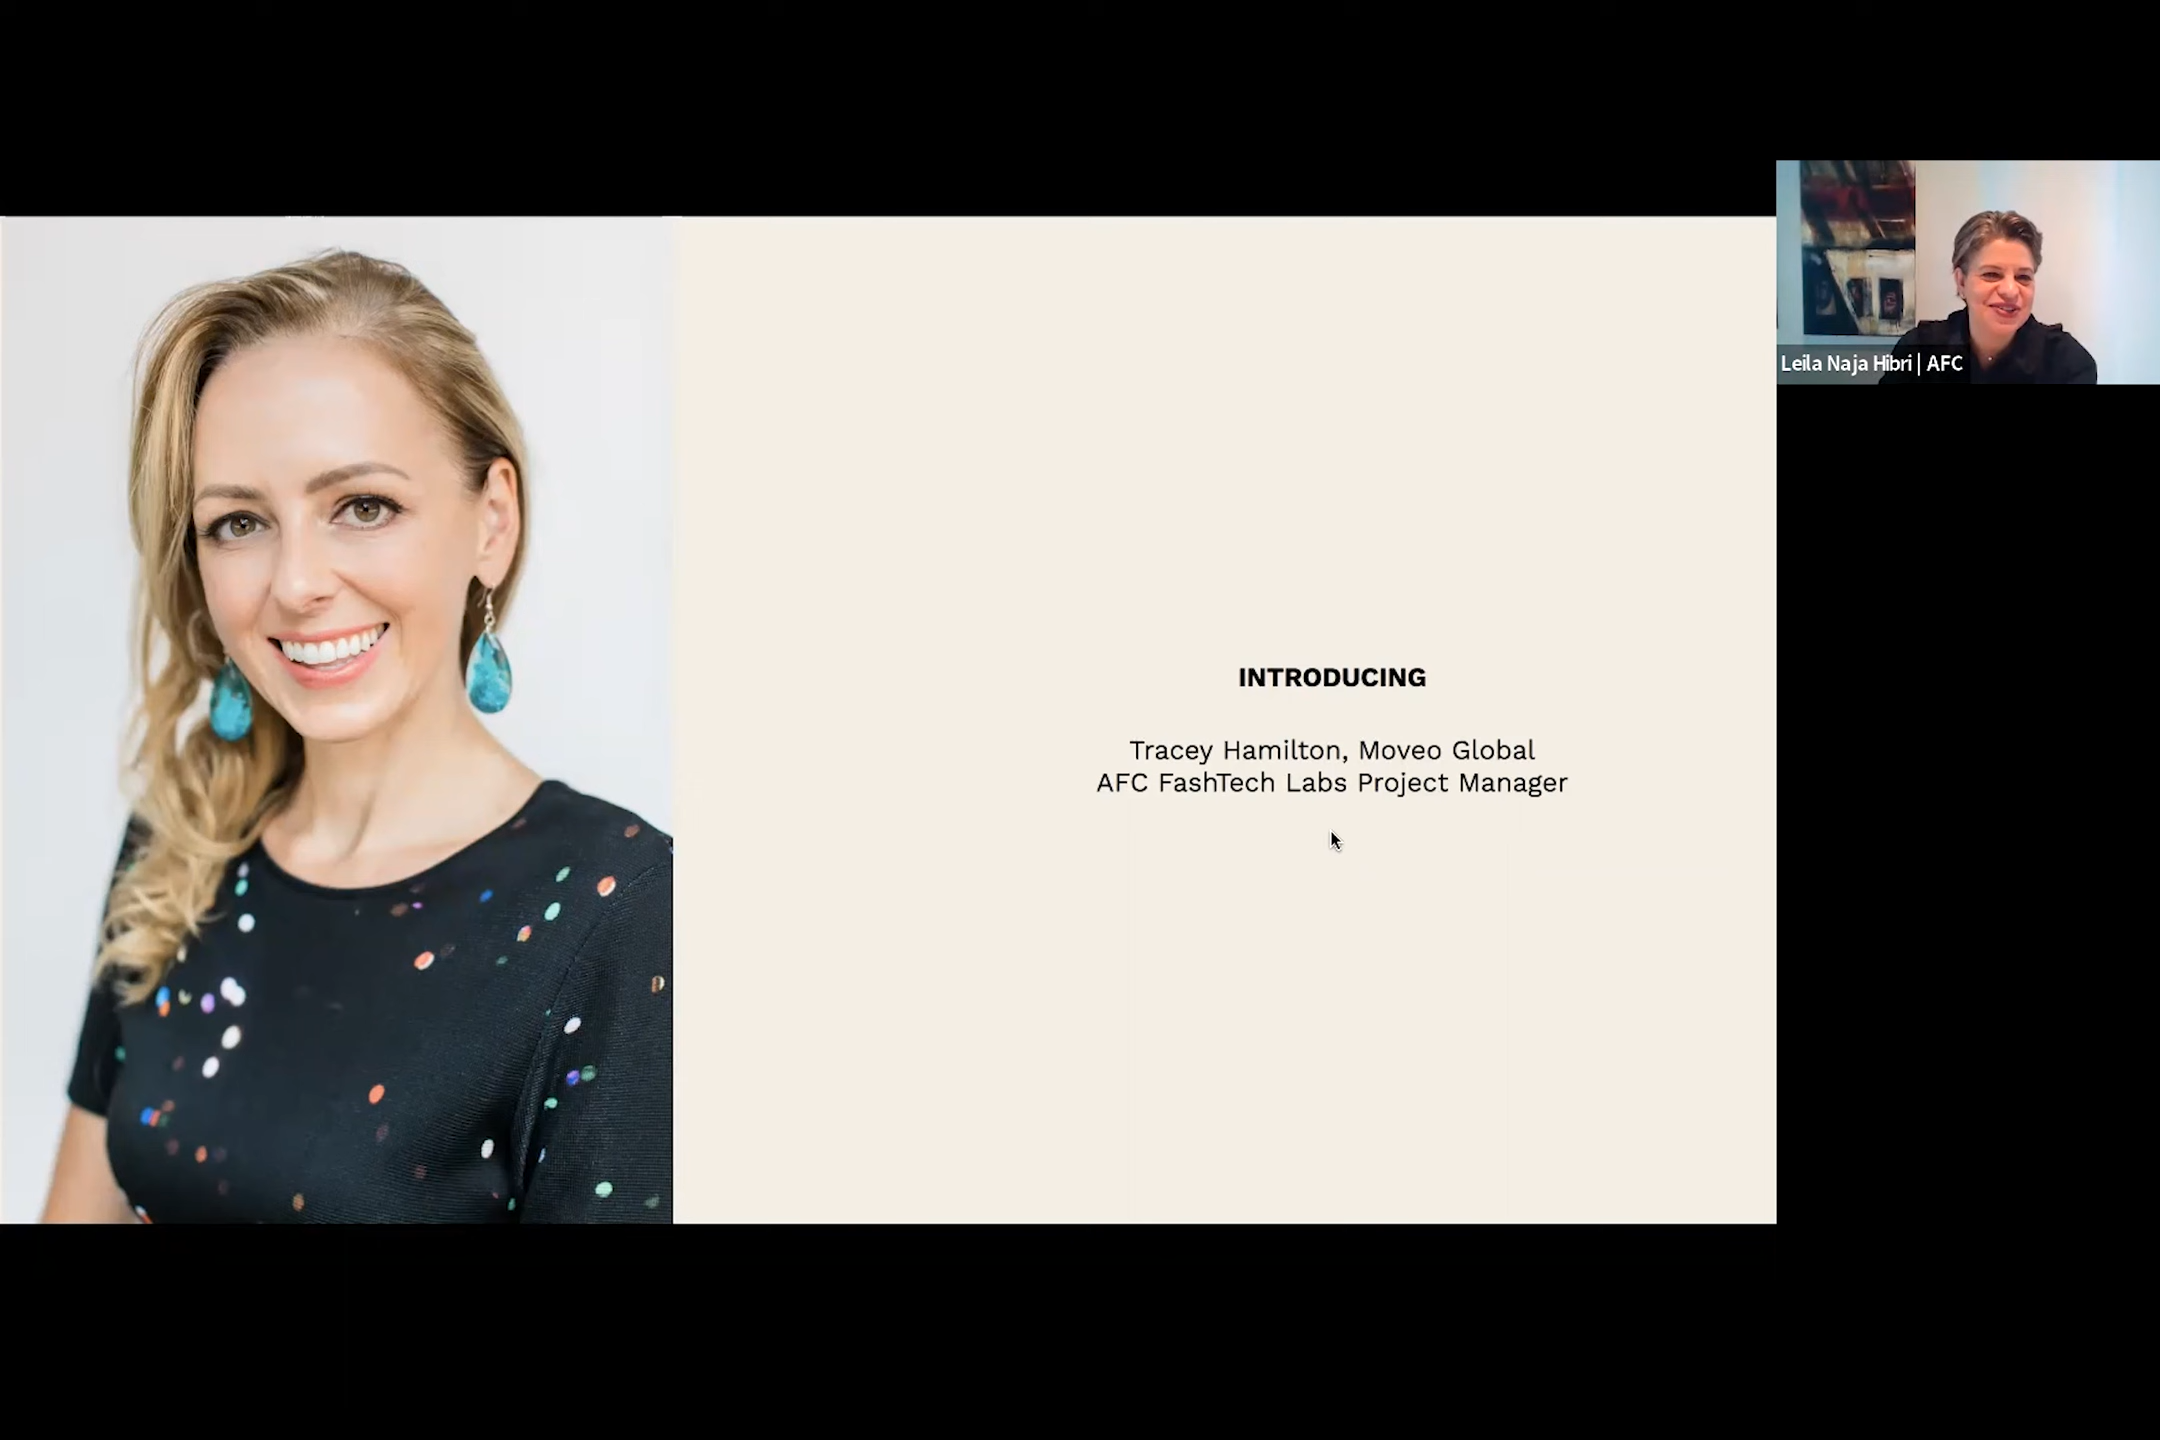 INTRODUCING
Tracey Hamilton, Moveo Global
AFC FashTech Labs Project Manager
Leila Naja Hibri | AFC